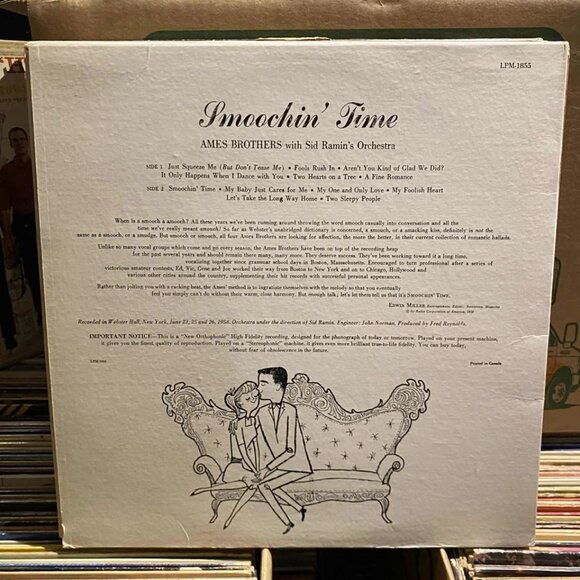 LPM-1855
Smoochin' Time
AMES BROTHERS with Sid Ramin's Orchestra
SIDE 1 Just Squeeze Me (But Don't Tease Me) • Fools Rush In • Aren't You Kind of Glad We Did?
It Only Happens When I Dance with You • Two Hearts on a Tree • A Fine Romance
SIDE 2 Smoochin' Time • My Baby Just Cares for Me • My One and Only Love • My Foolish Heart
Let's Take the Long Way Home • Two Sleepy People
When is a smooch a smooch? All these years we've been running around throwing the word smooch casually into conversation and all the
time we've really meant smouch! So far as Webster's unabridged dictionary is concerned, a smouch, or a smacking kiss, definitely is not the
same as a smooch, or a smudge. But smooch or smouch, all four Ames Brothers are looking for affection, the more the better, in their current collection of romantic ballads.
Unlike so many vocal groups which come and go every season, the Ames Brothers have been on top of the recording heap
for the past several years and should remain there many, many more. They deserve success. They've been working toward it a long time,
vocalizing together since grammar school days in Boston, Massachusetts. Encouraged to turn professional after a series of
victorious amateur contests, Ed, Vic, Gene and Joe worked their way from Boston to New York and on to Chicago, Hollywood and
various other cities around the country, supplementing their hit records with successful personal appearances.
Rather than jolting you with a racking beat, the Ames' method is to ingratiate themselves with the melody so that you eventually
feel you simply can't do without their warm, close harmony. But enough talk; let's let them tell us that it's SMOOCHIN' TIME.
EDWIN MILLER
© by Radio Corporation of America, 1958
Recorded in Webster Hall, New York, June 23, 25 and 26, 1958. Orchestra under the direction of Sid Ramin. Engineer: John Norman. Produced by Fred Reynolds.
IMPORTANT NOTICE—This is a "New Orthophonic" High Fidelity recording, designed for the phonograph of today or tomorrow. Played on your present machine,
it gives you the finest quality of reproduction. Played on a "Stereophonic" machine, it gives even more brilliant true-to-life fidelity. You can buy today,
without fear of obsolescence in the future.
Printed in Canada